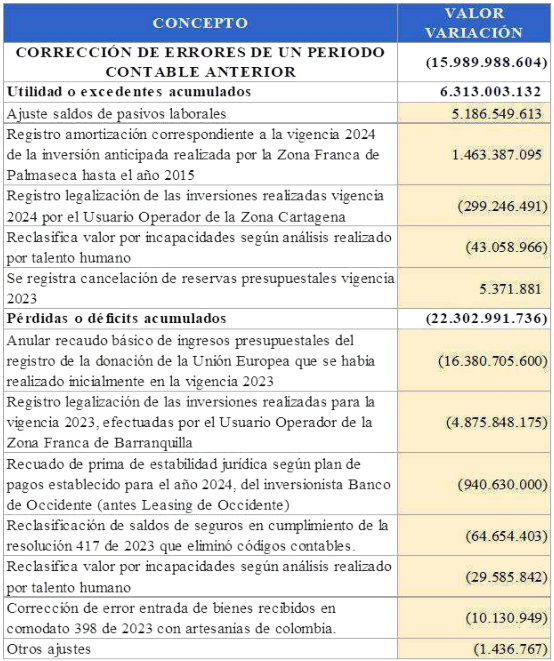 CONCEPTO
VALOR
VARIACIÓN
CORRECCIÓN DE ERRORES DE UN PERIODO
CONTABLE ANTERIOR
(15.989.988.604)
Utilidad o excedentes acumulados
6.313.003.132
Ajuste saldos de pasivos laborales
5.186.549.613
Registro amortización correspondiente a la vigencia 2024
de la inversión anticipada realizada por la Zona Franca de
Palmaseca hasta el año 2015
1.463.387.095
Registro legalización de las inversiones realizadas vigencia
2024 por el Usuario Operador de la Zona Cartagena
(299.246.491)
Reclasifica valor por incapacidades según análisis realizado
por talento humano
(43.058.966)
Se registra cancelación de reservas presupuestales vigencia
2023
5.371.881
Pérdidas o déficits acumulados
(22.302.991.736)
Anular recaudo básico de ingresos presupuestales del
registro de la donación de la Unión Europea que se habia
realizado inicialmente en la vigencia 2023
(16.380.705.600)
Registro legalización de las inversiones realizadas para la
vigencia 2023, efectuadas por el Usuario Operador de la
Zona Franca de Barranquilla
(4.875.848.175)
Recuado de prima de estabilidad jurídica según plan de
pagos establecido para el año 2024, del inversionista Banco
de Occidente (antes Leasing de Occidente)
(940.630.000)
Reclasificación de saldos de seguros en cumplimiento de la
resolución 417 de 2023 que eliminó códigos contables.
(64.654.403)
Reclasifica valor por incapacidades según análisis realizado
por talento humano
(29.585.842)
Corrección de error entrada de bienes recibidos en
comodato 398 de 2023 con artesanías de colombia.
(10.130.949)
Otros ajustes
(1.436.767)